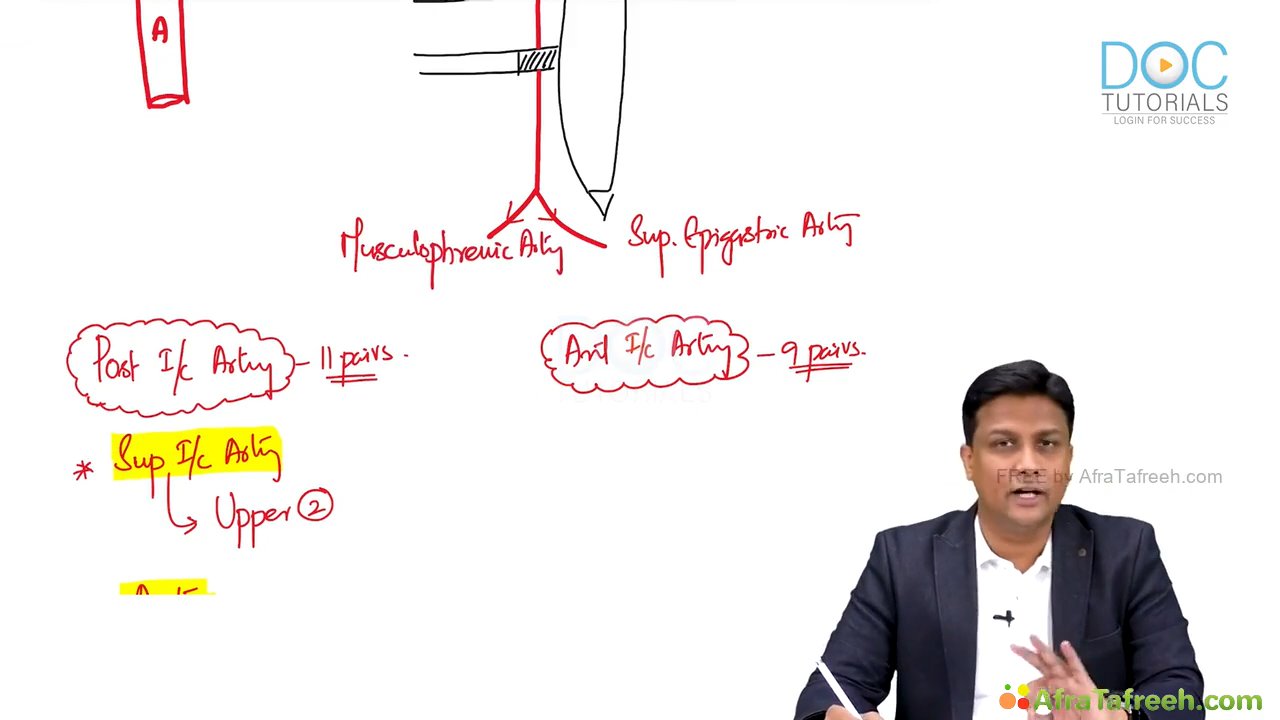 A
DOC
TUTORIALS
LOGIN FOR SUCCESS
Musculophrenic Artry
Sup. Epigastric Artry
Post I/c Artry - 11 pairs.
Ant I/c Artry - 9 pairs.
* Sup I/c Artry
Upper 2
FREE by AfraTafreeh.com
AfraTafreeh.com